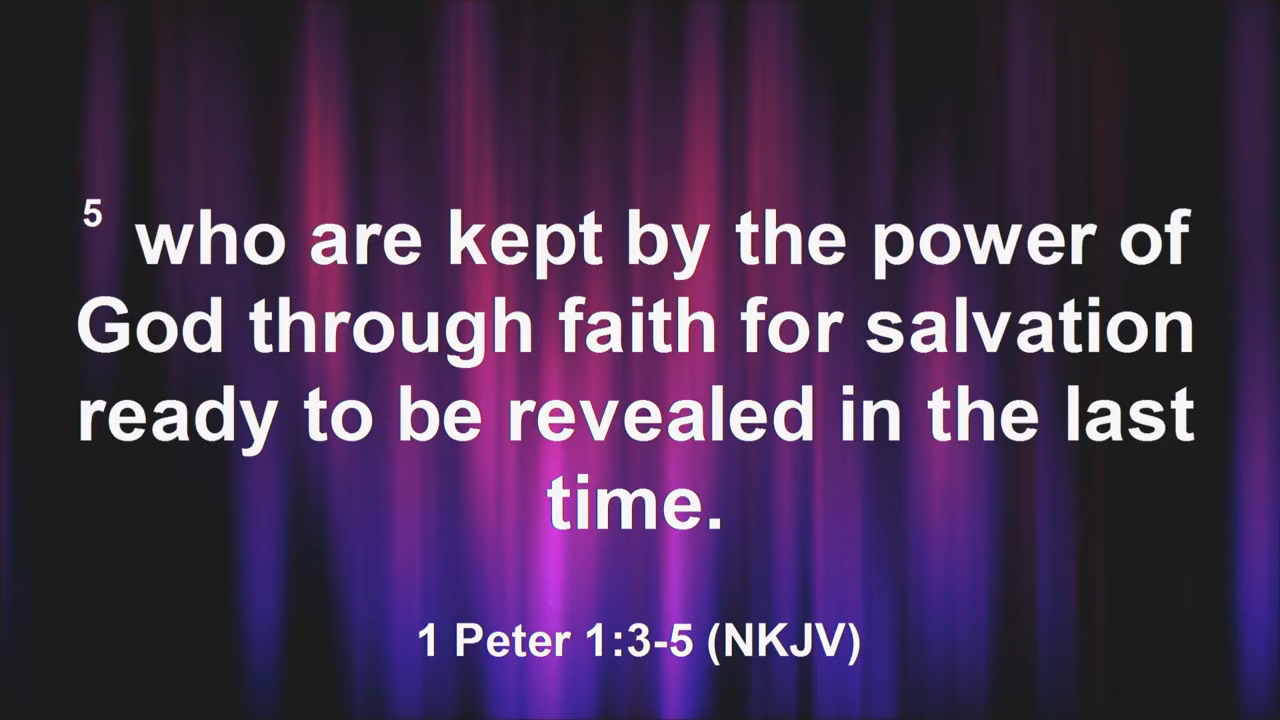 5 who are kept by the power of
God through faith for salvation
ready to be revealed in the last
time.
1 Peter 1:3-5 (NKJV)